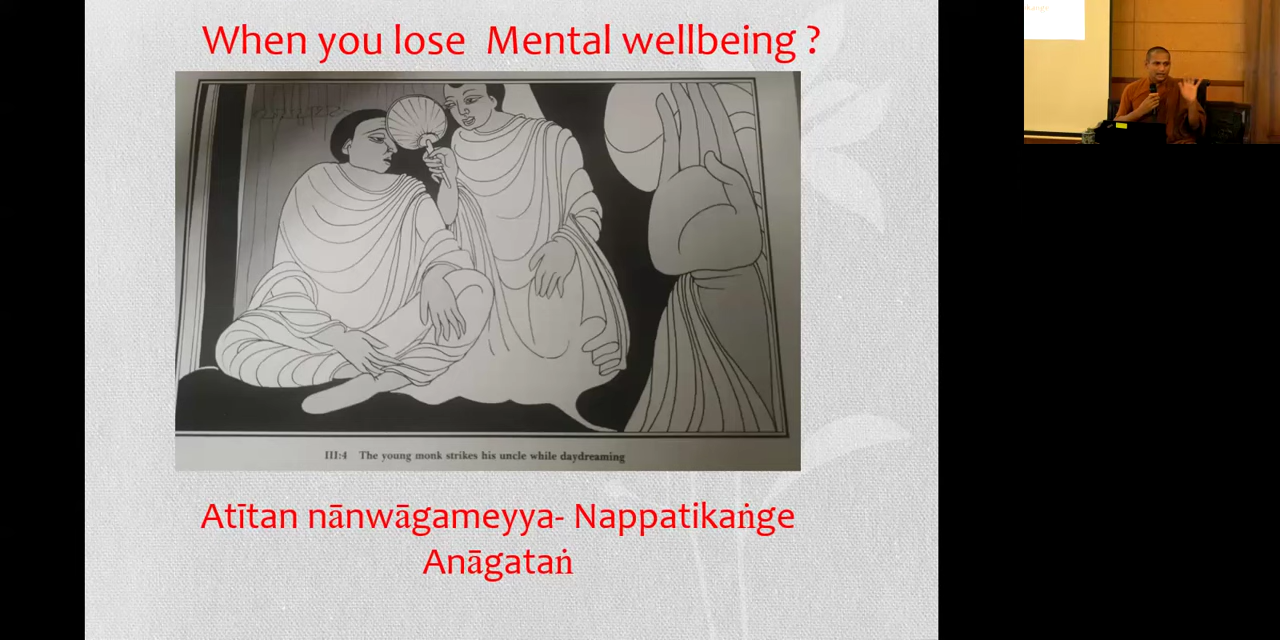 When you lose Mental wellbeing ?
III:4 The young monk strikes his uncle while daydreaming
Atītan nānwāgameyya- Nappatikaṅge
Anāgataṅ